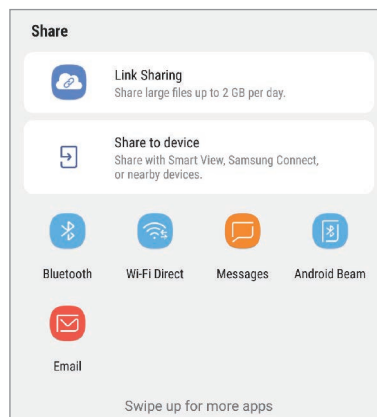 Share
Link Sharing
Share large files up to 2 GB per day.
Share to device
Share with Smart View, Samsung Connect,
or nearby devices.
Bluetooth
Wi-Fi Direct
Messages
Android Beam
Email
Swipe up for more apps